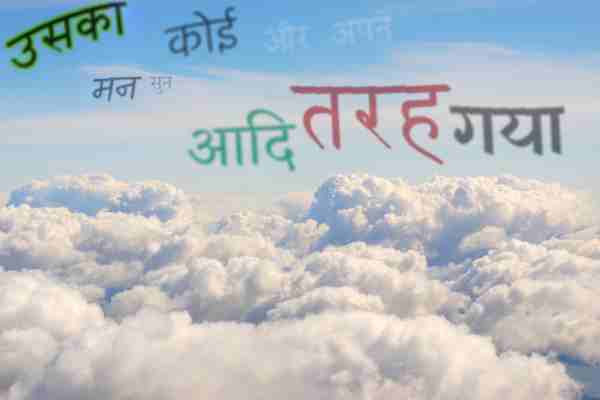 उसका कोई और अपने
मन सुन
आदि तरह गया